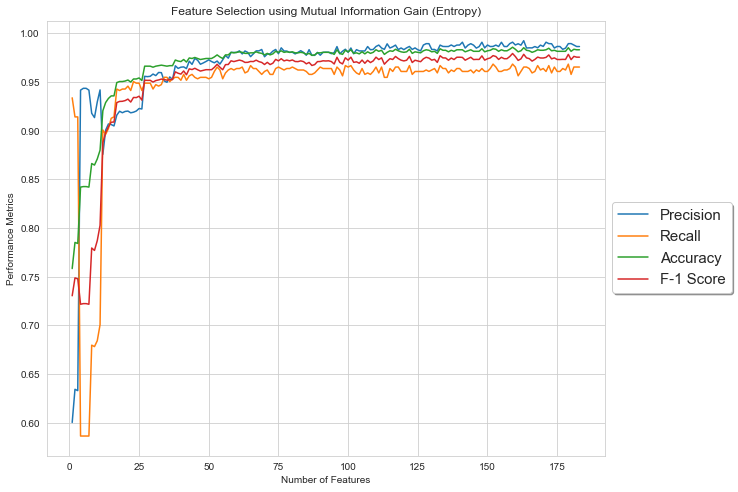 Feature Selection using Mutual Information Gain (Entropy)
1.00
0.95
0.90
0.85
0.80
0.75
0.70
0.65
0.60
Performance Metrics
0 25 50 75 100 125 150 175
Number of Features
Precision
Recall
Accuracy
F-1 Score